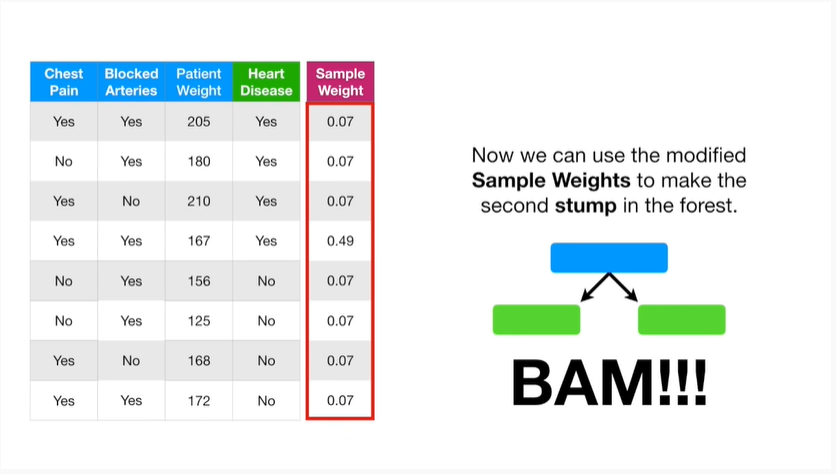 Chest Pain Blocked Arteries Patient Weight Heart Disease Sample Weight
Yes Yes 205 Yes 0.07
No Yes 180 Yes 0.07
Yes No 210 Yes 0.07
Yes Yes 167 Yes 0.49
No Yes 156 No 0.07
No Yes 125 No 0.07
Yes No 168 No 0.07
Yes Yes 172 No 0.07
Now we can use the modified
Sample Weights to make the
second stump in the forest.
BAM!!!